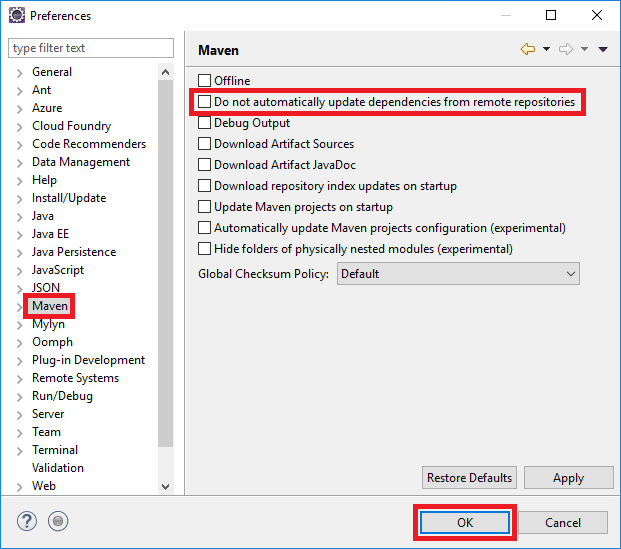 Preferences
type filter text
General
Ant
Azure
Cloud Foundry
Code Recommenders
Data Management
Help
Install/Update
Java
Java EE
Java Persistence
JavaScript
JSON
Maven
Mylyn
Oomph
Plug-in Development
Remote Systems
Run/Debug
Server
Team
Terminal
Validation
Web
Maven
Offline
Do not automatically update dependencies from remote repositories
Debug Output
Download Artifact Sources
Download Artifact JavaDoc
Download repository index updates on startup
Update Maven projects on startup
Automatically update Maven projects configuration (experimental)
Hide folders of physically nested modules (experimental)
Global Checksum Policy: Default
Restore Defaults Apply
? OK Cancel